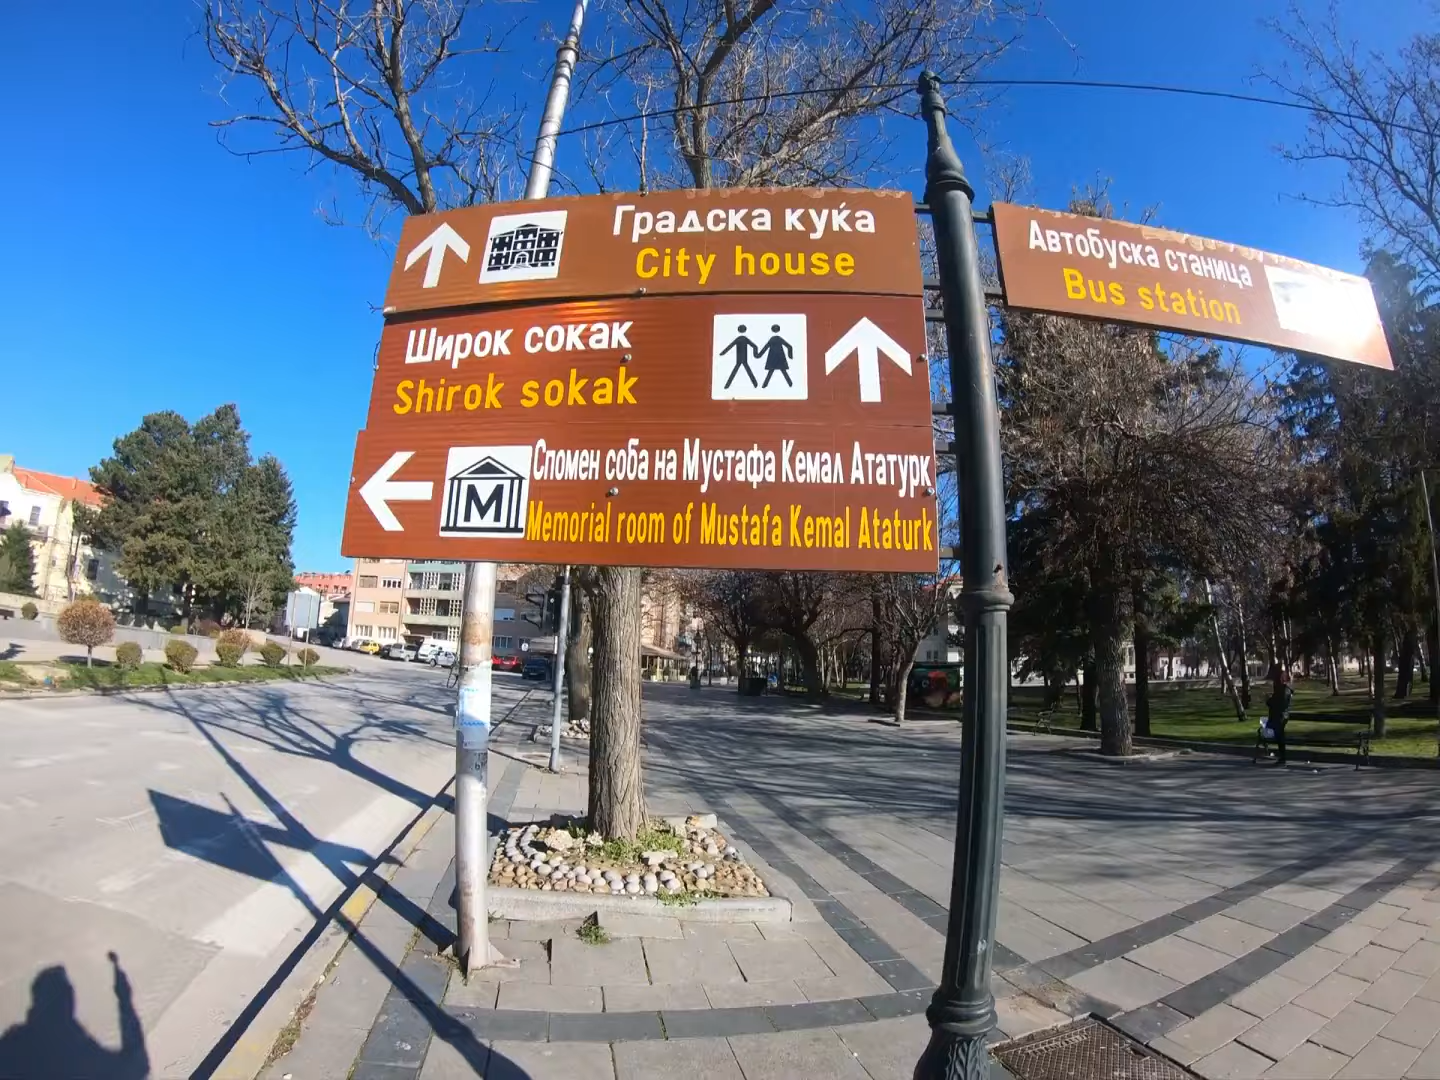 Градска куќа
City house
Широк сокак
Shirok sokak
M
Спомен соба на Мустафа Кемал Ататурк
Memorial room of Mustafa Kemal Ataturk
Автобуска станица
Bus station